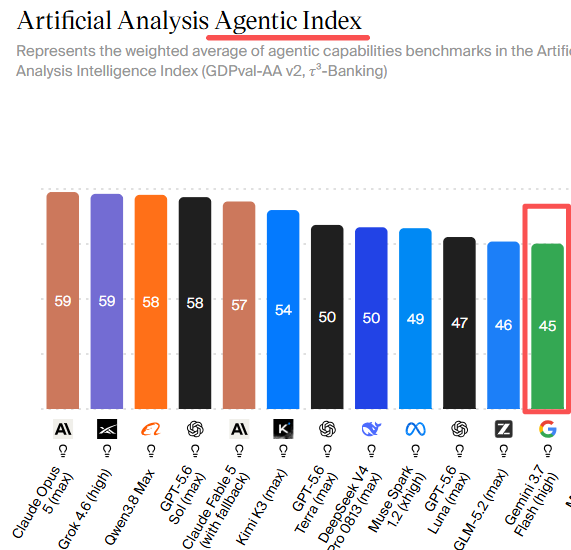 Artificial Analysis Agentic Index
Represents the weighted average of agentic capabilities benchmarks in the Artific
Analysis Intelligence Index (GDPval-AA v2, τ³-Banking)
59
59
58
58
57
54
50
50
49
47
46
45
Claude Opus
5 (max)
Grok 4.6 (high)
Qwen3.8 Max
GPT-5.6
Sol (max)
Claude Fable 5
(with fallback)
Kimi K3 (max)
GPT-5.6
Terra (max)
DeepSeek V4
Pro 0813 (max)
Muse Spark
1.2 (xhigh)
GPT-5.6
Luna (max)
GLM-5.2 (max)
Gemini 3.7
Flash (high)